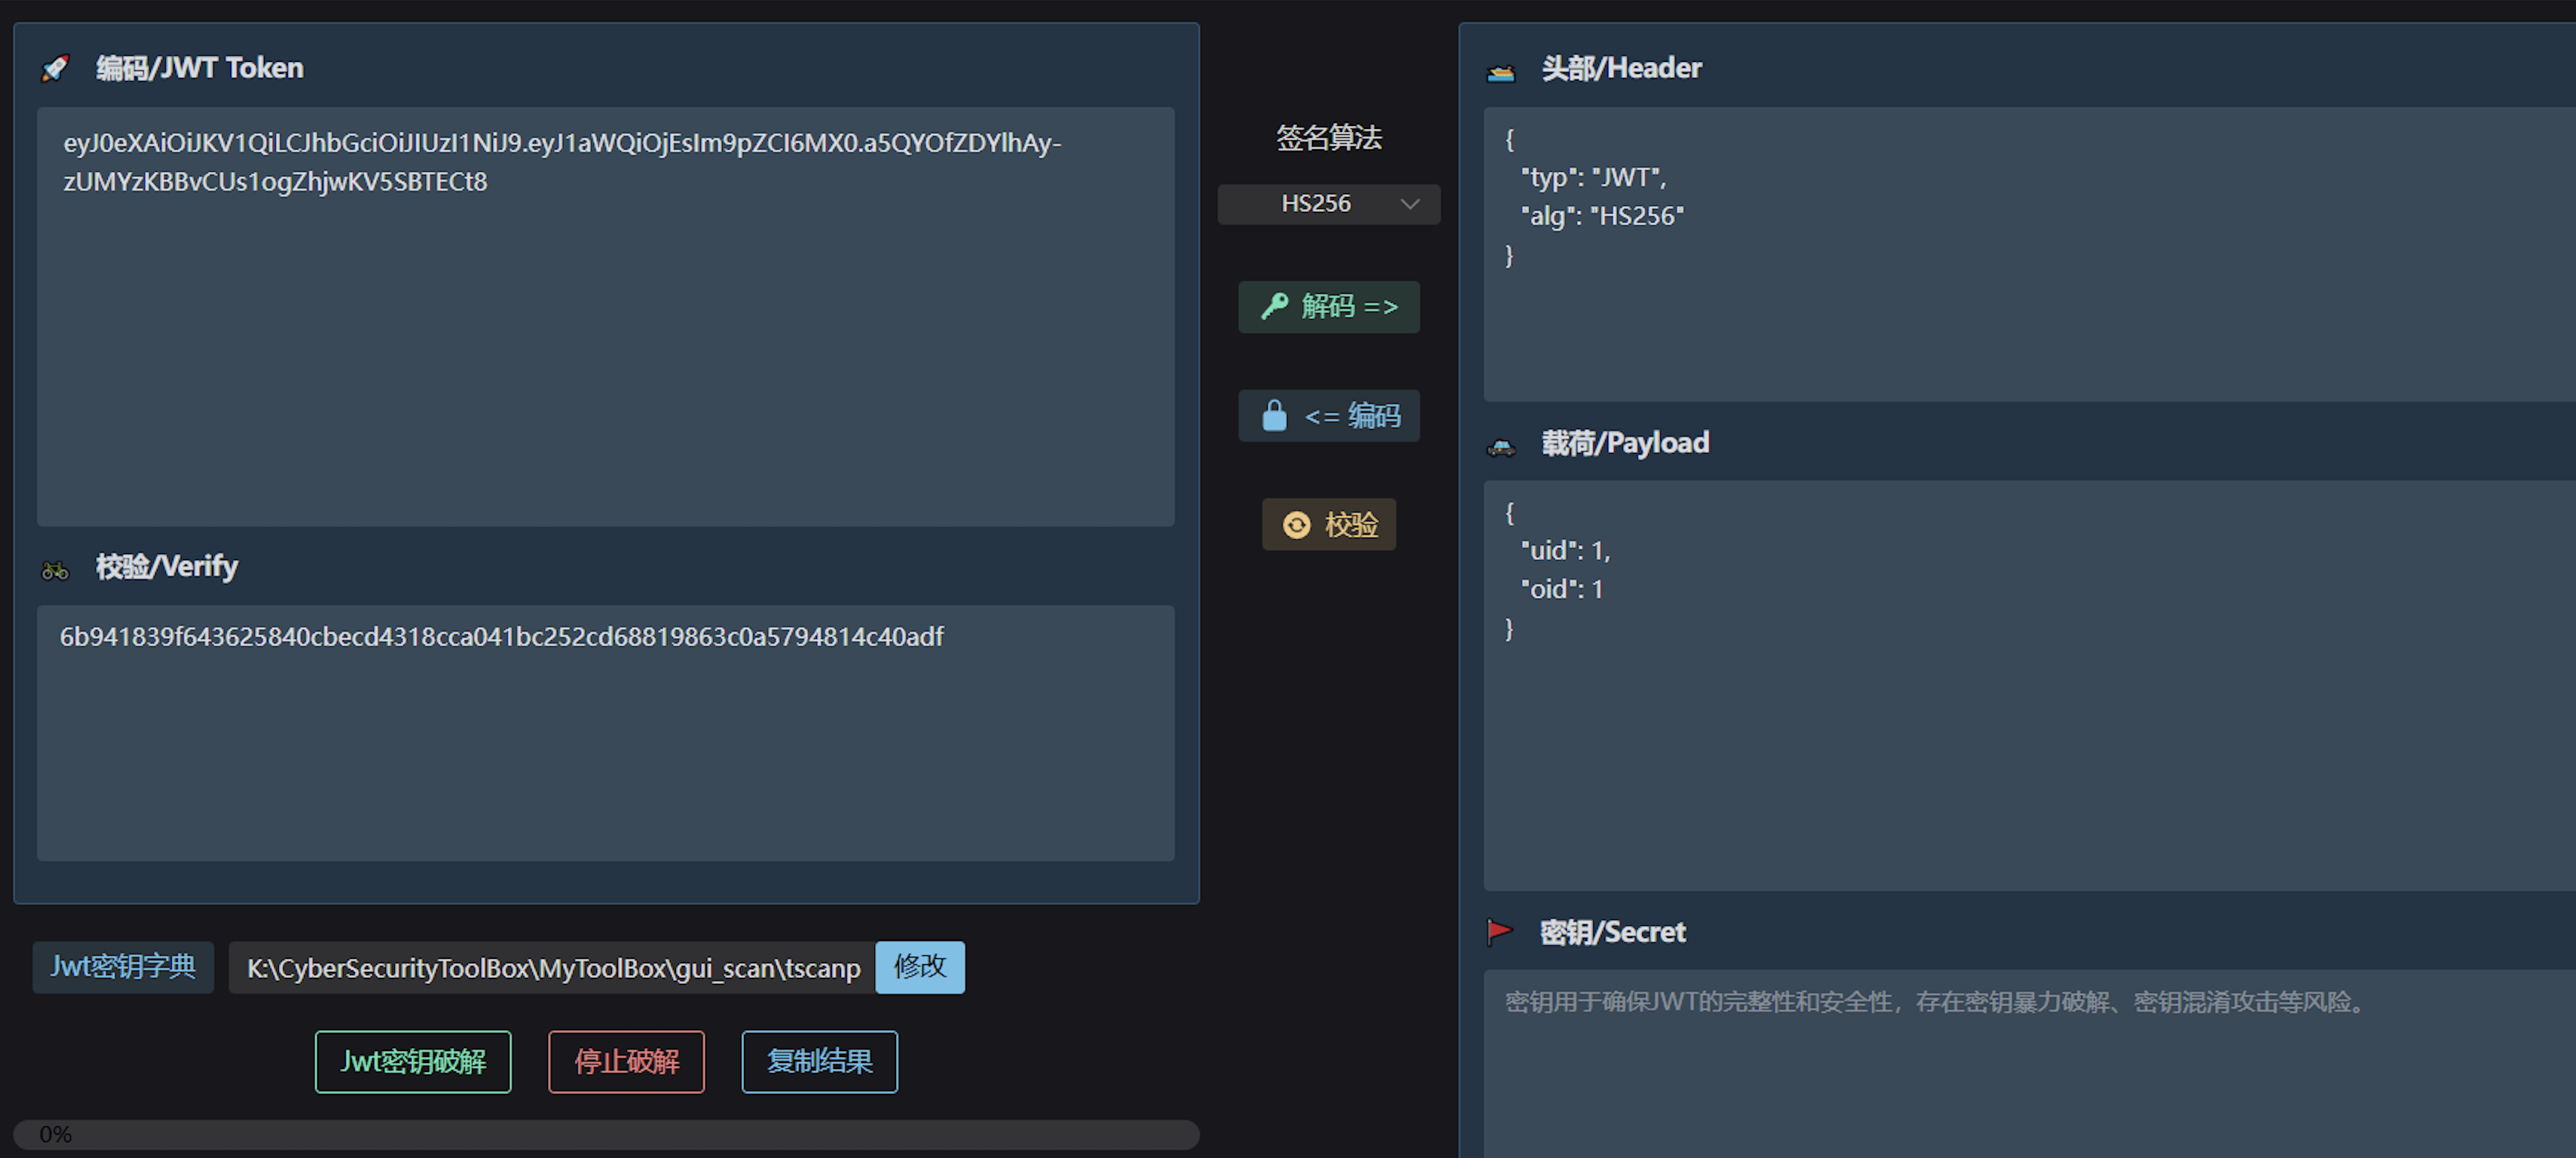 编码/JWT Token
eyJ0eXAiOiJKV1QiLCJhbGciOiJIUzI1NiJ9.eyJ1aWQiOjEsIm9pZCI6MX0.a5QYOfZDYlhAy-
zUMYzKBBvCUs1ogZhjwKV5SBTECt8
校验/Verify
6b941839f643625840cbecd4318cca041bc252cd68819863c0a5794814c40adf
Jwt密钥字典
K:\CyberSecurityToolBox\MyToolBox\gui_scan\tscanp
修改
Jwt密钥破解
停止破解
复制结果
0%
签名算法
HS256
解码 =>
<= 编码
校验
头部/Header
{
"typ": "JWT",
"alg": "HS256"
}
载荷/Payload
{
"uid": 1,
"oid": 1
}
密钥/Secret
密钥用于确保JWT的完整性和安全性，存在密钥暴力破解、密钥混淆攻击等风险。